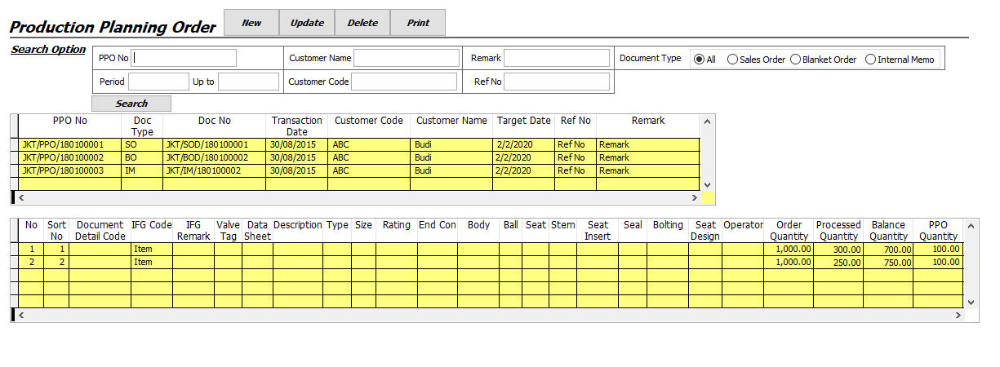 Production Planning Order New Update Delete Print
Search Option
PPO No Customer Name Remark Document Type All Sales Order Blanket Order Internal Memo
Period Up to Customer Code Ref No
Search
PPO No Doc Type Doc No Transaction Date Customer Code Customer Name Target Date Ref No Remark
JKT/PPO/180100001 SO JKT/SOD/180100001 30/08/2015 ABC Budi 2/2/2020 Ref No Remark
JKT/PPO/180100002 BO JKT/BOD/180100002 30/08/2015 ABC Budi 2/2/2020 Ref No Remark
JKT/PPO/180100003 IM JKT/IM/180100002 30/08/2015 ABC Budi 2/2/2020 Ref No Remark
No Sort No Document Detail Code IFG Code IFG Remark Valve Tag Data Sheet Description Type Size Rating End Con Body Ball Seat Stem Seat Insert Seal Bolting Seat Design Operator Order Quantity Processed Quantity Balance Quantity PPO Quantity
1 1 Item 1,000.00 300.00 700.00 100.00
2 2 Item 1,000.00 250.00 750.00 100.00